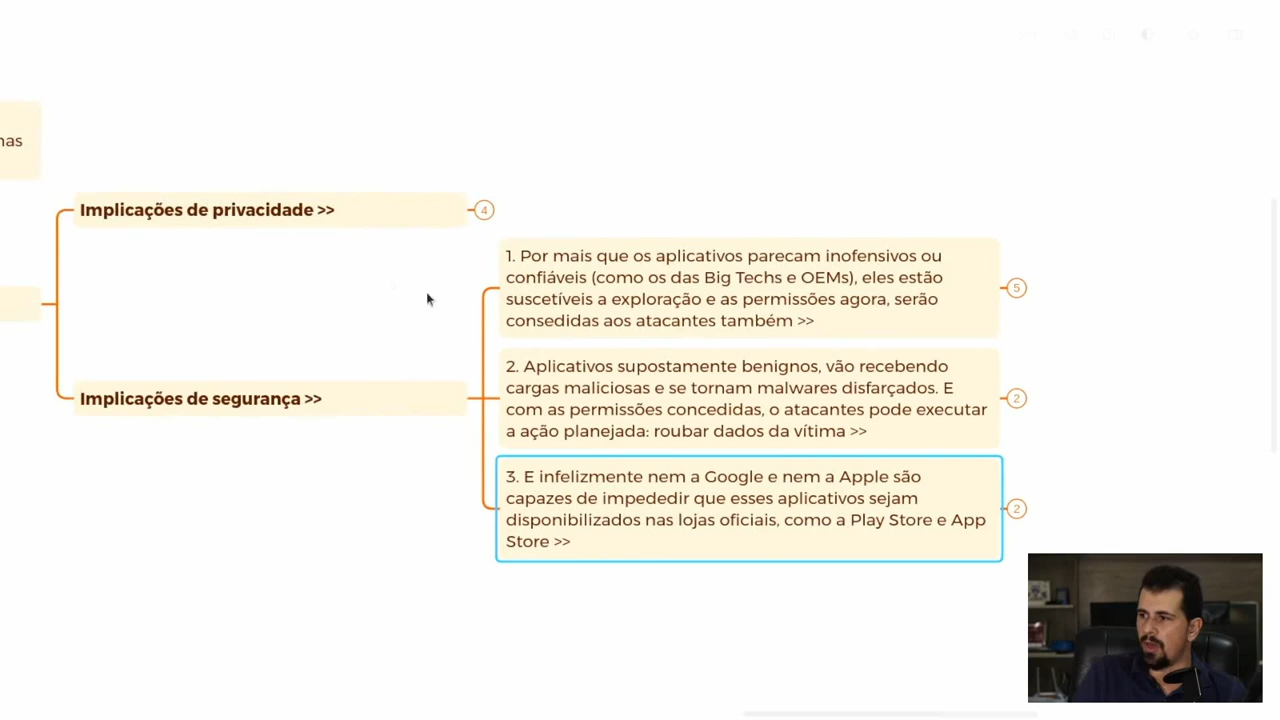 nas
Implicações de privacidade >>
4
1. Por mais que os aplicativos parecam inofensivos ou
confiáveis (como os das Big Techs e OEMs), eles estão
suscetíveis a exploração e as permissões agora, serão
consedidas aos atacantes também >>
5
Implicações de segurança >>
2. Aplicativos supostamente benignos, vão recebendo
cargas maliciosas e se tornam malwares disfarçados. E
com as permissões concedidas, o atacantes pode executar
a ação planejada: roubar dados da vítima >>
2
3. E infelizmente nem a Google e nem a Apple são
capazes de impededir que esses aplicativos sejam
disponibilizados nas lojas oficiais, como a Play Store e App
Store >>
2